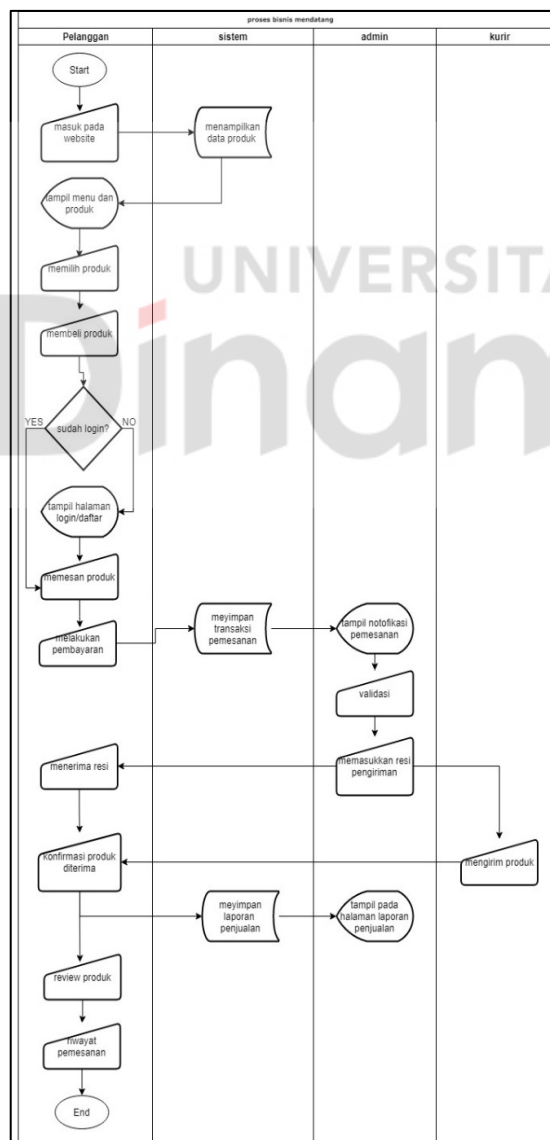 proses bisnis mendatang
Pelanggan
sistem
admin
kurir
Start
masuk pada
website
menampilkan
data produk
tampil menu dan
produk
memilih produk
UNIVERSITA
Dinam
membeli produk
YES
sudah login?
NO
tampil halaman
login/daftar
memesan produk
melakukan
pembayaran
meyimpan
transaksi
pemesanan
tampil notofikasi
pemesanan
validasi
menerima resi
memasukkan resi
pengiriman
konfirmasi produk
diterima
mengirim produk
meyimpan
laporan
penjualan
tampil pada
halaman laporan
penjualan
review produk
riwayat
pemesanan
End